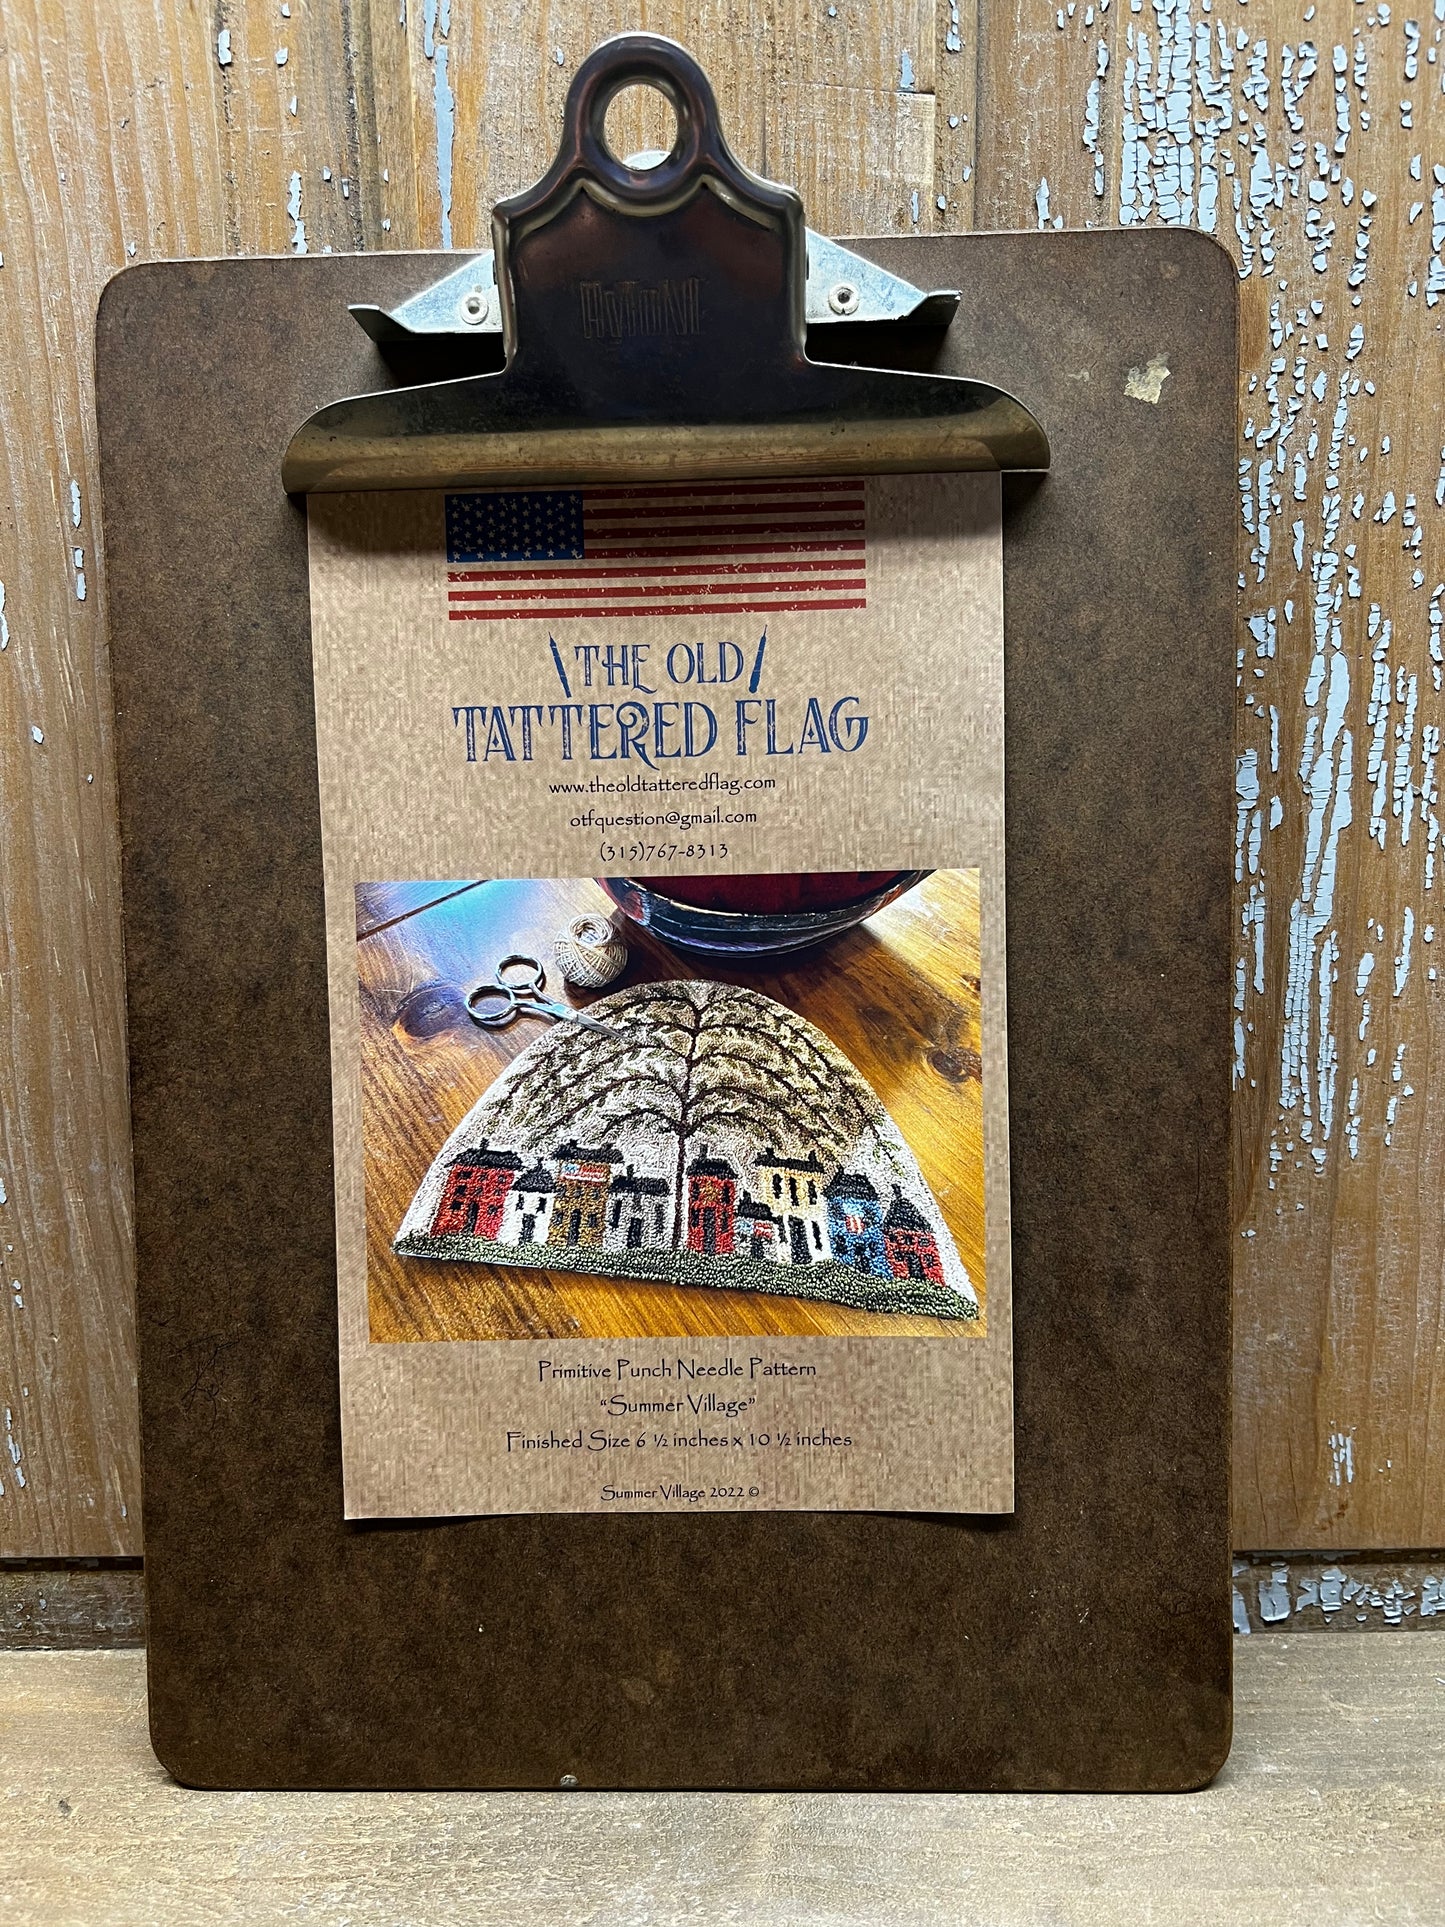 THE OLD
TATTERED FLAG
www.theoldtatteredflag.com
otfquestion@gmail.com
(315)767-8313
Primitive Punch Needle Pattern
“Summer Village”
Finished Size 6 ½ inches x 10 ½ inches
Summer Village 2022 ©